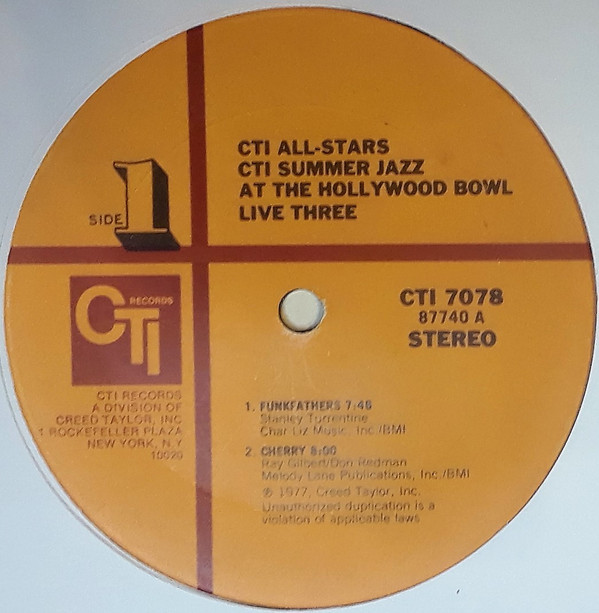 CTI ALL-STARS
CTI SUMMER JAZZ
AT THE HOLLYWOOD BOWL
LIVE THREE
SIDE 1
CTI RECORDS
CTI RECORDS
A DIVISION OF
CREED TAYLOR, INC
1 ROCKEFELLER PLAZA
NEW YORK, N.Y
10020
CTI 7078
87740 A
STEREO
1. FUNKFATHERS 7:45
Stanley Turrentine
Char Liz Music, Inc./BMI
2. CHERRY 8:00
Ray Gilbert/Don Redman
Melody Lane Publications, Inc./BMI
℗ 1977, Creed Taylor, Inc.
Unauthorized duplication is a
violation of applicable laws